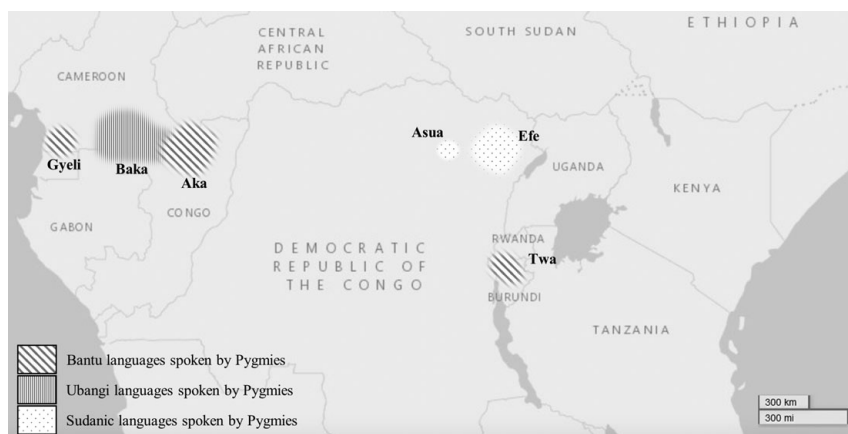 ETHIOPIA
SOUTH SUDAN
CENTRAL
AFRICAN
REPUBLIC
CAMEROON
Asua
Efe
Gyeli
Baka
Aka
UGANDA
KENYA
GABON
CONGO
DEMOCRATIC
REPUBLIC OF
THE CONGO
RWANDA
Twa
BURUNDI
TANZANIA
Bantu languages spoken by Pygmies
Ubangi languages spoken by Pygmies
Sudanic languages spoken by Pygmies
300 km
300 mi